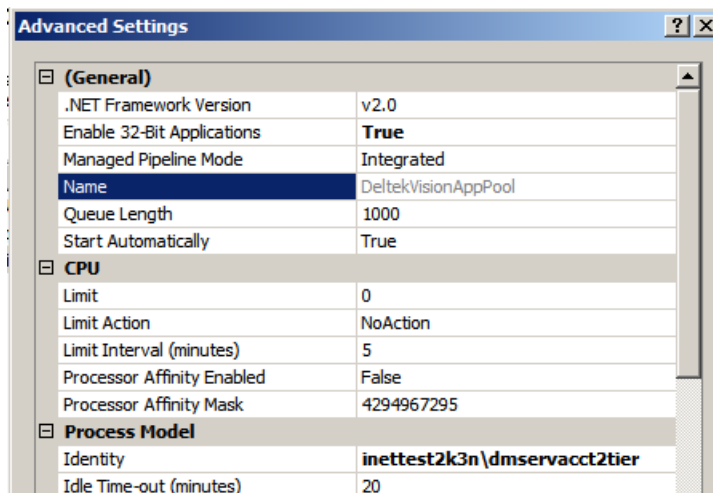 Advanced Settings
(General)
.NET Framework Version v2.0
Enable 32-Bit Applications True
Managed Pipeline Mode Integrated
Name DeltekVisionAppPool
Queue Length 1000
Start Automatically True
CPU
Limit 0
Limit Action NoAction
Limit Interval (minutes) 5
Processor Affinity Enabled False
Processor Affinity Mask 4294967295
Process Model
Identity inettest2k3n\dmservacct2tier
Idle Time-out (minutes) 20